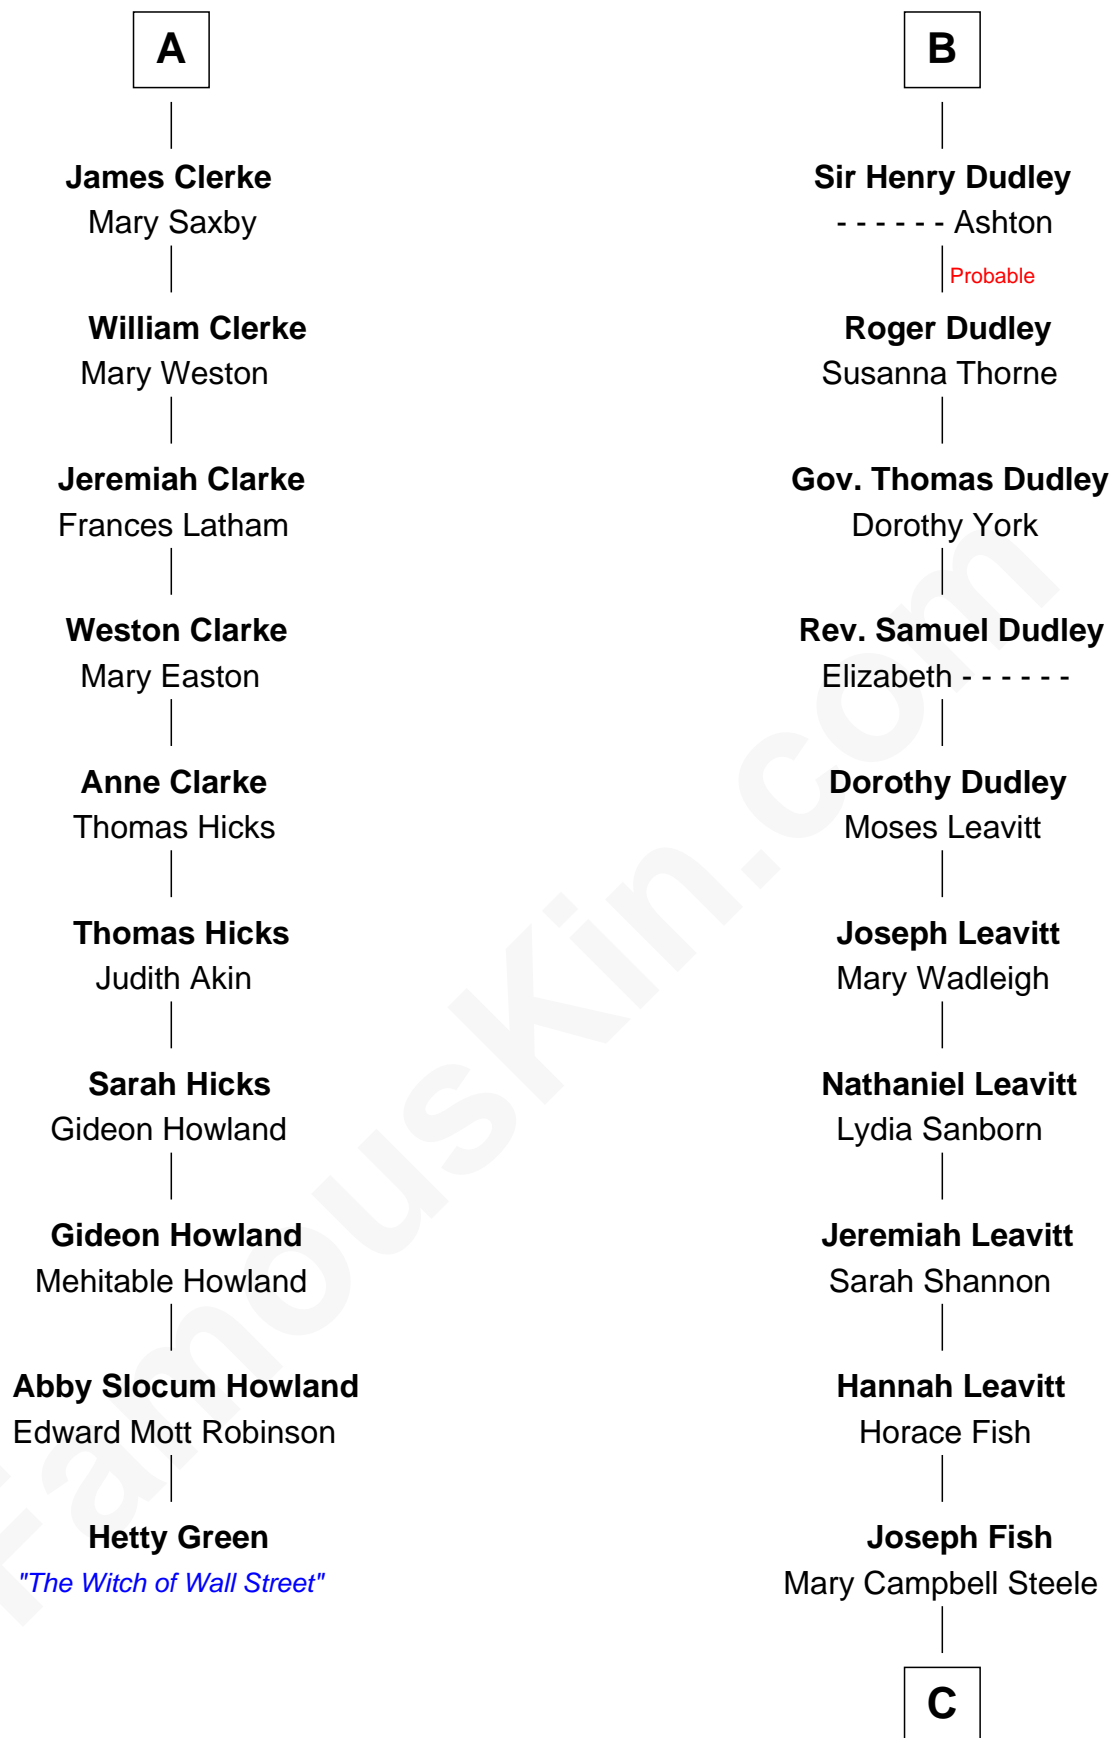 A
James Clerke
Mary Saxby
William Clerke
Mary Weston
Jeremiah Clarke
Frances Latham
Weston Clarke
Mary Easton
Anne Clarke
Thomas Hicks
Thomas Hicks
Judith Akin
Sarah Hicks
Gideon Howland
Gideon Howland
Mehitable Howland
Abby Slocum Howland
Edward Mott Robinson
Hetty Green
"The Witch of Wall Street"
B
Sir Henry Dudley
- - - - - - Ashton
Probable
Roger Dudley
Susanna Thorne
Gov. Thomas Dudley
Dorothy York
Rev. Samuel Dudley
Elizabeth - - - - - -
Dorothy Dudley
Moses Leavitt
Joseph Leavitt
Mary Wadleigh
Nathaniel Leavitt
Lydia Sanborn
Jeremiah Leavitt
Sarah Shannon
Hannah Leavitt
Horace Fish
Joseph Fish
Mary Campbell Steele
C
FamousKin.com